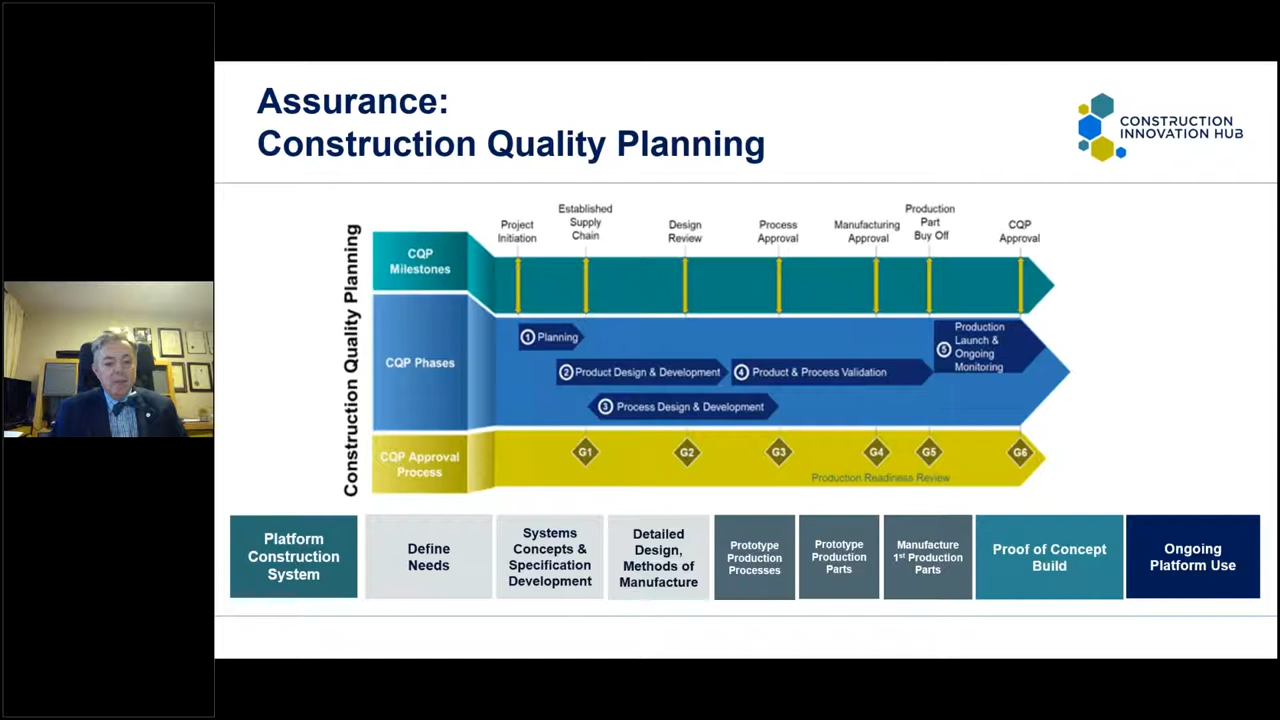 Assurance:
Construction Quality Planning
CONSTRUCTION
INNOVATION HUB
Construction Quality Planning
Project
Initiation
Established
Supply
Chain
Design
Review
Process
Approval
Manufacturing
Approval
Production
Part
Buy Off
CQP
Approval
CQP
Milestones
CQP Phases
1 Planning
2 Product Design & Development
3 Process Design & Development
4 Product & Process Validation
5 Production
Launch &
Ongoing
Monitoring
CQP Approval
Process
G1
G2
G3
G4
G5
G6
Production Readiness Review
Platform
Construction
System
Define
Needs
Systems
Concepts &
Specification
Development
Detailed
Design,
Methods of
Manufacture
Prototype
Production
Processes
Prototype
Production
Parts
Manufacture
1st Production
Parts
Proof of Concept
Build
Ongoing
Platform Use